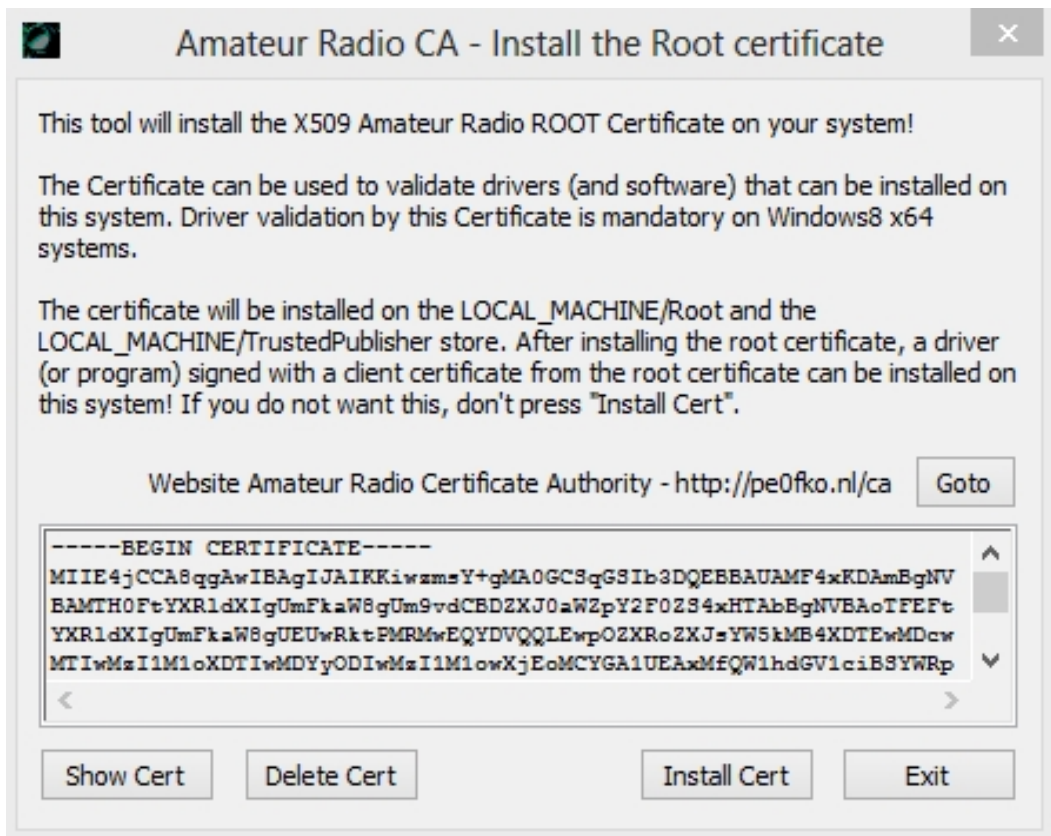 Amateur Radio CA - Install the Root certificate
This tool will install the X509 Amateur Radio ROOT Certificate on your system!
The Certificate can be used to validate drivers (and software) that can be installed on
this system. Driver validation by this Certificate is mandatory on Windows8 x64
systems.
The certificate will be installed on the LOCAL_MACHINE/Root and the
LOCAL_MACHINE/TrustedPublisher store. After installing the root certificate, a driver
(or program) signed with a client certificate from the root certificate can be installed on
this system! If you do not want this, don't press "Install Cert".
Website Amateur Radio Certificate Authority - http://pe0fko.nl/ca Goto
-----BEGIN CERTIFICATE-----
MIIE4jCCA8qgAwIBAgIJAIKKiwzmsY+gMA0GCSqGSIb3DQEBBAUAMF4xKDAmBgNV
BAMTH0FtYXRldXIgUmFkaW8gUm9vdCBDZXJ0aWZpY2F0ZS4xHTAbBgNVBAoTFEFt
YXRldXIgUmFkaW8gUEUwRktPMRMwEQYDVQQLEwpOZXRoZXJsYW5kMB4XDTEwMDcw
MTIwMzI1M1oXDTIwMDYyODIwMzI1M1owXjEoMCYGA1UEAxMfQW1hdGV1ciBSYWRp
Show Cert Delete Cert Install Cert Exit